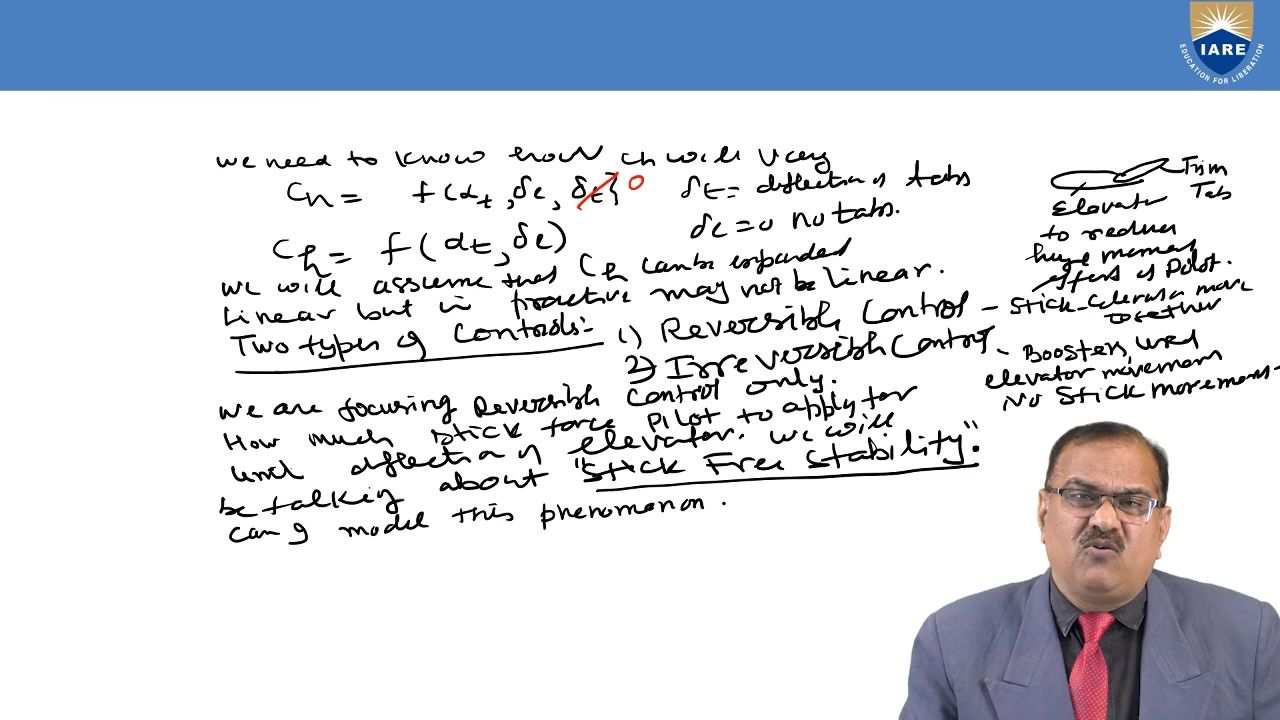 IARE
EDUCATION FOR LIBERATION
we need to know how Ch will vary
Ch = f(αt, δe, δt} 0
δt = deflection of tabs
δt = 0 no tabs.
Ch = f(αt, δe)
we will assume that Ch can be expanded
linear but in practive may not be linear.
Two types of Controls:-
1) Reversible Control - Stick-elevator move together
2) Irreversible Control - Boosters used
elevator movement
No Stick movement-
we are focusing Reversible Control only.
How much stick force Pilot to apply for
unit deflection of elevator. we will
be talking about "Stick Free Stability".
can I model this phenomenon.
Trim
Tab
Elevator
to reduce
huge moment
effort of Pilot.